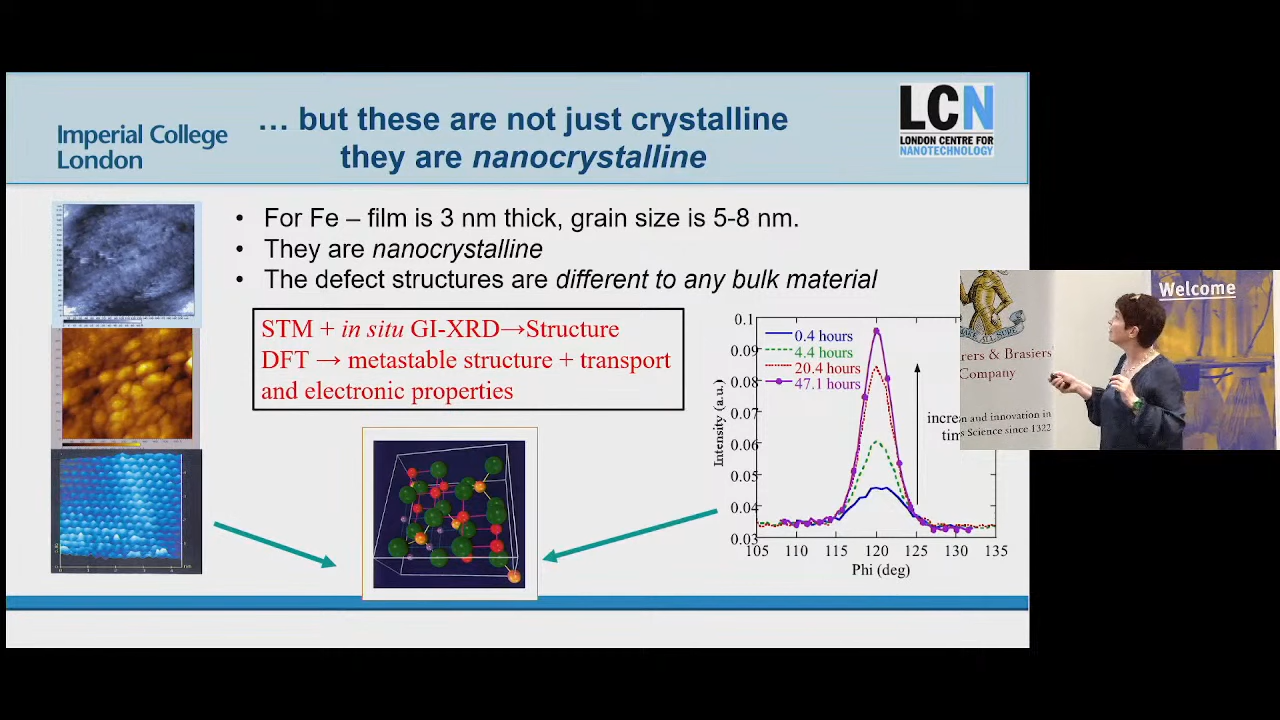 Imperial College
London
… but these are not just crystalline
they are nanocrystalline
LCN
LONDON CENTRE FOR
NANOTECHNOLOGY
• For Fe – film is 3 nm thick, grain size is 5-8 nm.
• They are nanocrystalline
• The defect structures are different to any bulk material
STM + in situ GI-XRD→Structure
DFT → metastable structure + transport
and electronic properties
0.1
0.09
0.08
0.07
0.06
0.05
0.04
0.03
Intensity (a.u.)
0.4 hours
4.4 hours
20.4 hours
47.1 hours
105 110 115 120 125 130 135
Phi (deg)
Welcome
Brasiers
Company
and innovation in
Science since 1322